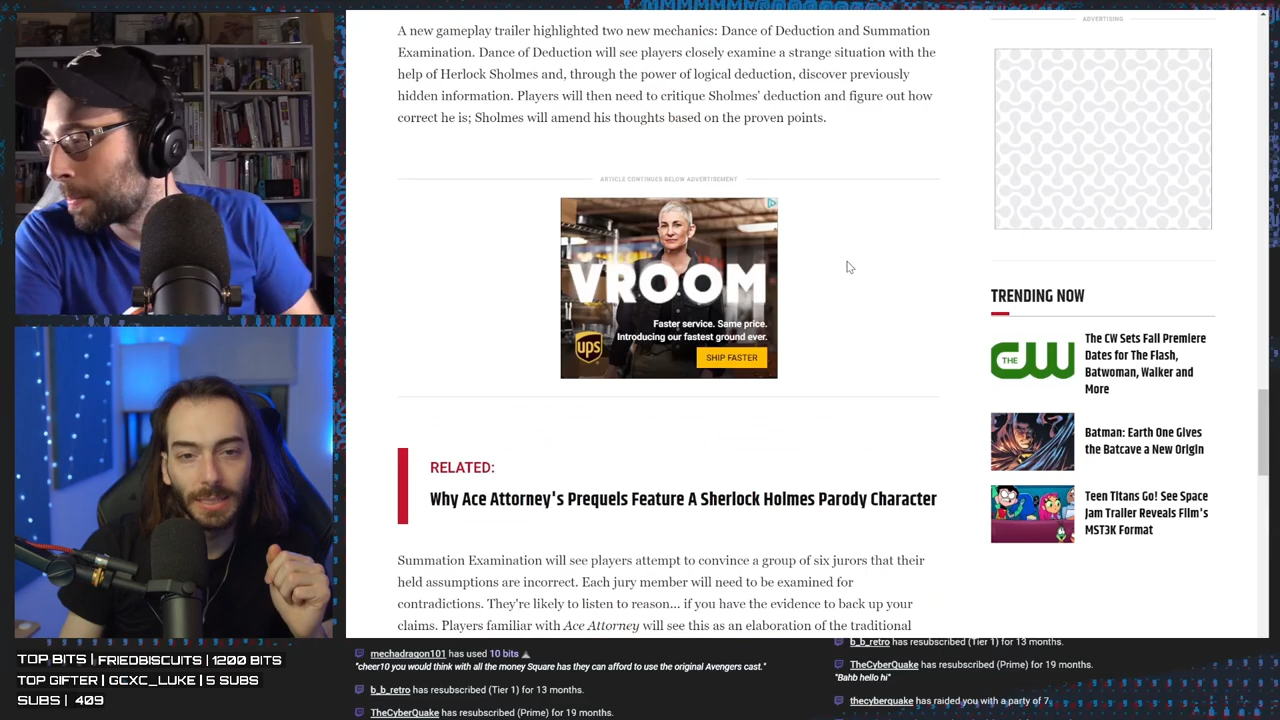 A new gameplay trailer highlighted two new mechanics: Dance of Deduction and Summation
Examination. Dance of Deduction will see players closely examine a strange situation with the
help of Herlock Sholmes and, through the power of logical deduction, discover previously
hidden information. Players will then need to critique Sholmes' deduction and figure out how
correct he is; Sholmes will amend his thoughts based on the proven points.
ARTICLE CONTINUES BELOW ADVERTISEMENT
VROOM
Faster service. Same price.
Introducing our fastest ground ever.
ups
SHIP FASTER
RELATED:
Why Ace Attorney's Prequels Feature A Sherlock Holmes Parody Character
Summation Examination will see players attempt to convince a group of six jurors that their
held assumptions are incorrect. Each jury member will need to be examined for
contradictions. They're likely to listen to reason... if you have the evidence to back up your
claims. Players familiar with Ace Attorney will see this as an elaboration of the traditional
ADVERTISING
TRENDING NOW
THE CW
The CW Sets Fall Premiere
Dates for The Flash,
Batwoman, Walker and
More
Batman: Earth One Gives
the Batcave a New Origin
Teen Titans Go! See Space
Jam Trailer Reveals Film's
MST3K Format
TOP BITS | FRIEDBISCUITS | 1200 BITS
TOP GIFTER | GCXC_LUKE | 5 SUBS
SUBS | 409
mechadragon101 has used 10 bits
"cheer10 you would think with all the money Square has they can afford to use the original Avengers cast."
b_b_retro has resubscribed (Tier 1) for 13 months.
TheCyberQuake has resubscribed (Prime) for 19 months.
b_b_retro has resubscribed (Tier 1) for 13 months.
TheCyberQuake has resubscribed (Prime) for 19 months.
"Bahb hello hi"
thecyberquake has raided you with a party of 7.